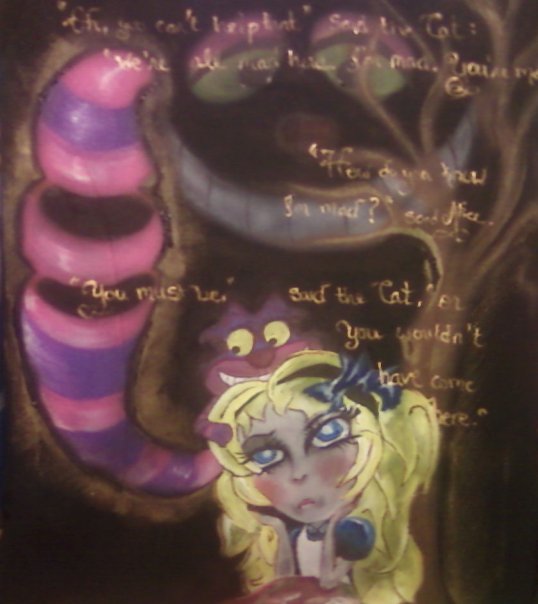 "Oh, you can't help that" said the Cat:
"We're all mad here. I'm mad. You're mad
"How do you know
I'm mad?" said Alice.
"You must be," said the Cat, "or
you wouldn't
have come
here."